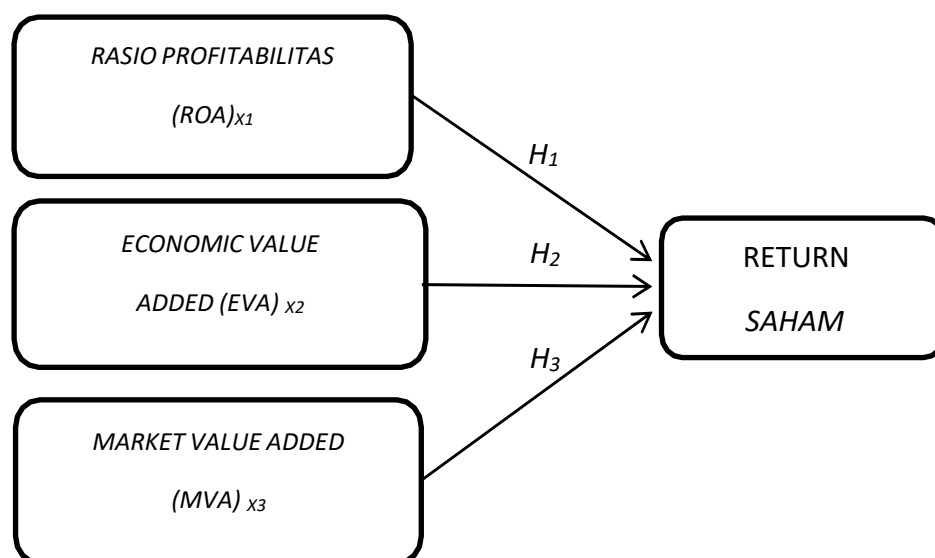 RASIO PROFITABILITAS
(ROA)X1
H1
ECONOMIC VALUE
ADDED (EVA) X2
H2
RETURN
SAHAM
H3
MARKET VALUE ADDED
(MVA) X3